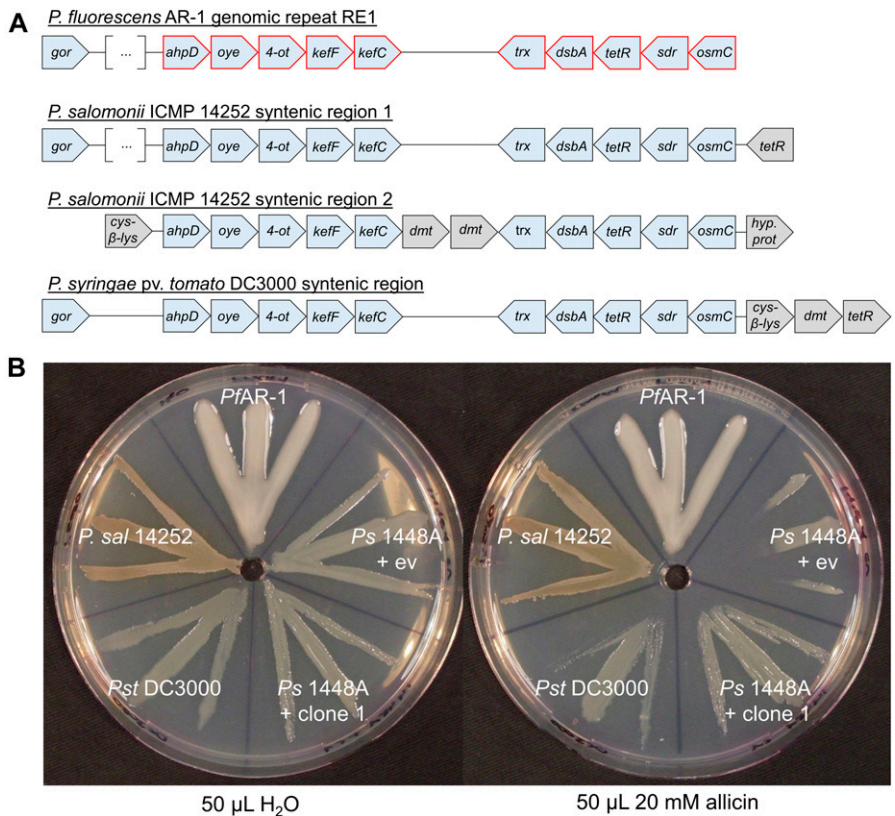 A
P. fluorescens AR-1 genomic repeat RE1
gor [ ... ] ahpD oye 4-ot kefF kefC trx dsbA tetR sdr osmC
P. salomonii ICMP 14252 syntenic region 1
gor [ ... ] ahpD oye 4-ot kefF kefC trx dsbA tetR sdr osmC tetR
P. salomonii ICMP 14252 syntenic region 2
cys-
β-lys ahpD oye 4-ot kefF kefC dmt dmt trx dsbA tetR sdr osmC hyp.
prot
P. syringae pv. tomato DC3000 syntenic region
gor ahpD oye 4-ot kefF kefC trx dsbA tetR sdr osmC cys-
β-lys dmt tetR
B
PfAR-1
P. sal 14252
Ps 1448A
+ ev
Pst DC3000
Ps 1448A
+ clone 1
PfAR-1
P. sal 14252
Ps 1448A
+ ev
Pst DC3000
Ps 1448A
+ clone 1
50 µL H₂O
50 µL 20 mM allicin